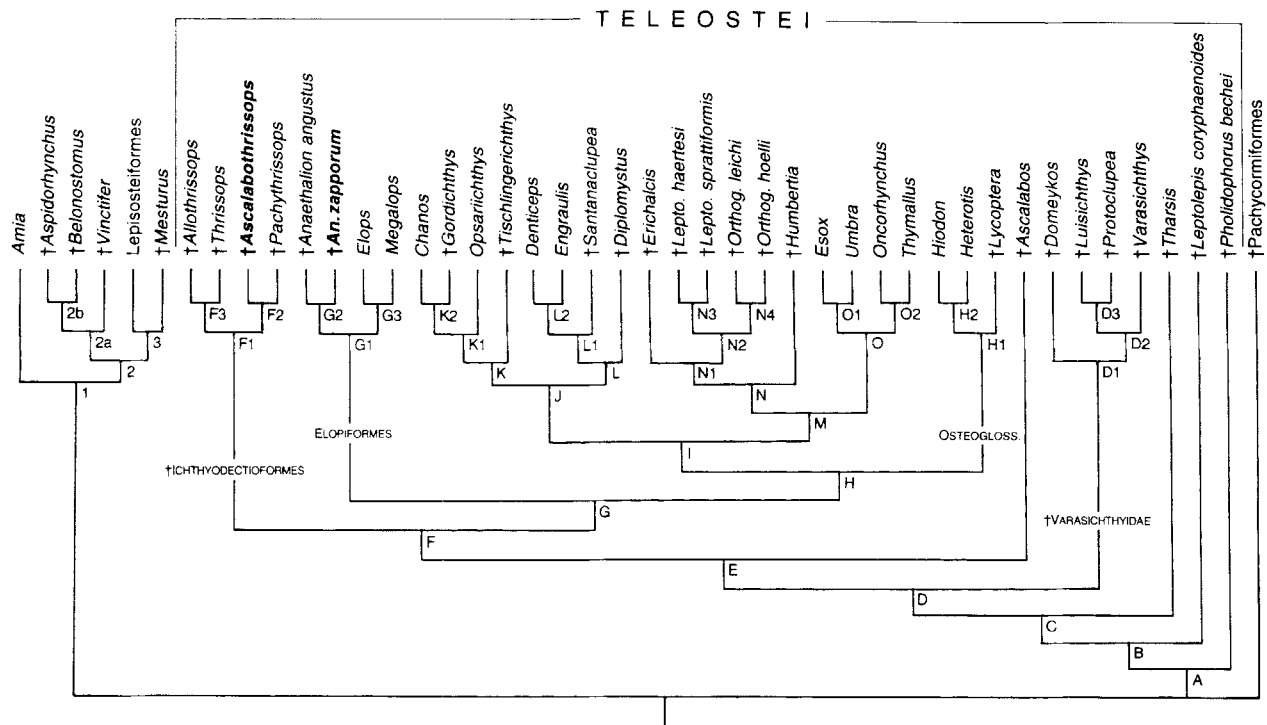 TELEOSTEI
Amia
†Aspidorhynchus
†Belonostomus
†Vinctifer
Lepisosteiformes
†Mesturus
†Allothrissops
†Thrissops
†Ascalabothrissops
†Pachythrissops
†Anaethalion angustus
†An.zapporum
Elops
Megalops
Chanos
†Gordichthys
Opsariichthys
†Tischlingerichthys
Denticeps
Engraulis
†Santanaclupea
†Diplomystus
†Erichalcis
†Lepto. haertesi
†Lepto. sprattiformis
†Orthog. leichi
†Orthog. hoelli
†Humbertia
Esox
Umbra
Oncorhynchus
Thymallus
Hiodon
Heterotis
†Lycoptera
†Ascalabos
†Domeykos
†Luisichthys
†Protoclupea
†Varasichthys
†Tharsis
†Leptolepis coryphaenoides
†Pholidophorus bechei
†Pachycormiformes
2b
F3
F2
G2
G3
K2
L2
N3
N4
O1
O2
H2
D3
2a
3
F1
G1
K1
L1
N2
O
H1
D2
2
K
L
N1
D1
1
J
N
M
ELOPIFORMES
OSTEOGLOSS.
I
†ICHTHYODECTIOFORMES
H
G
†VARASICHTHYIDAE
F
E
D
C
B
A